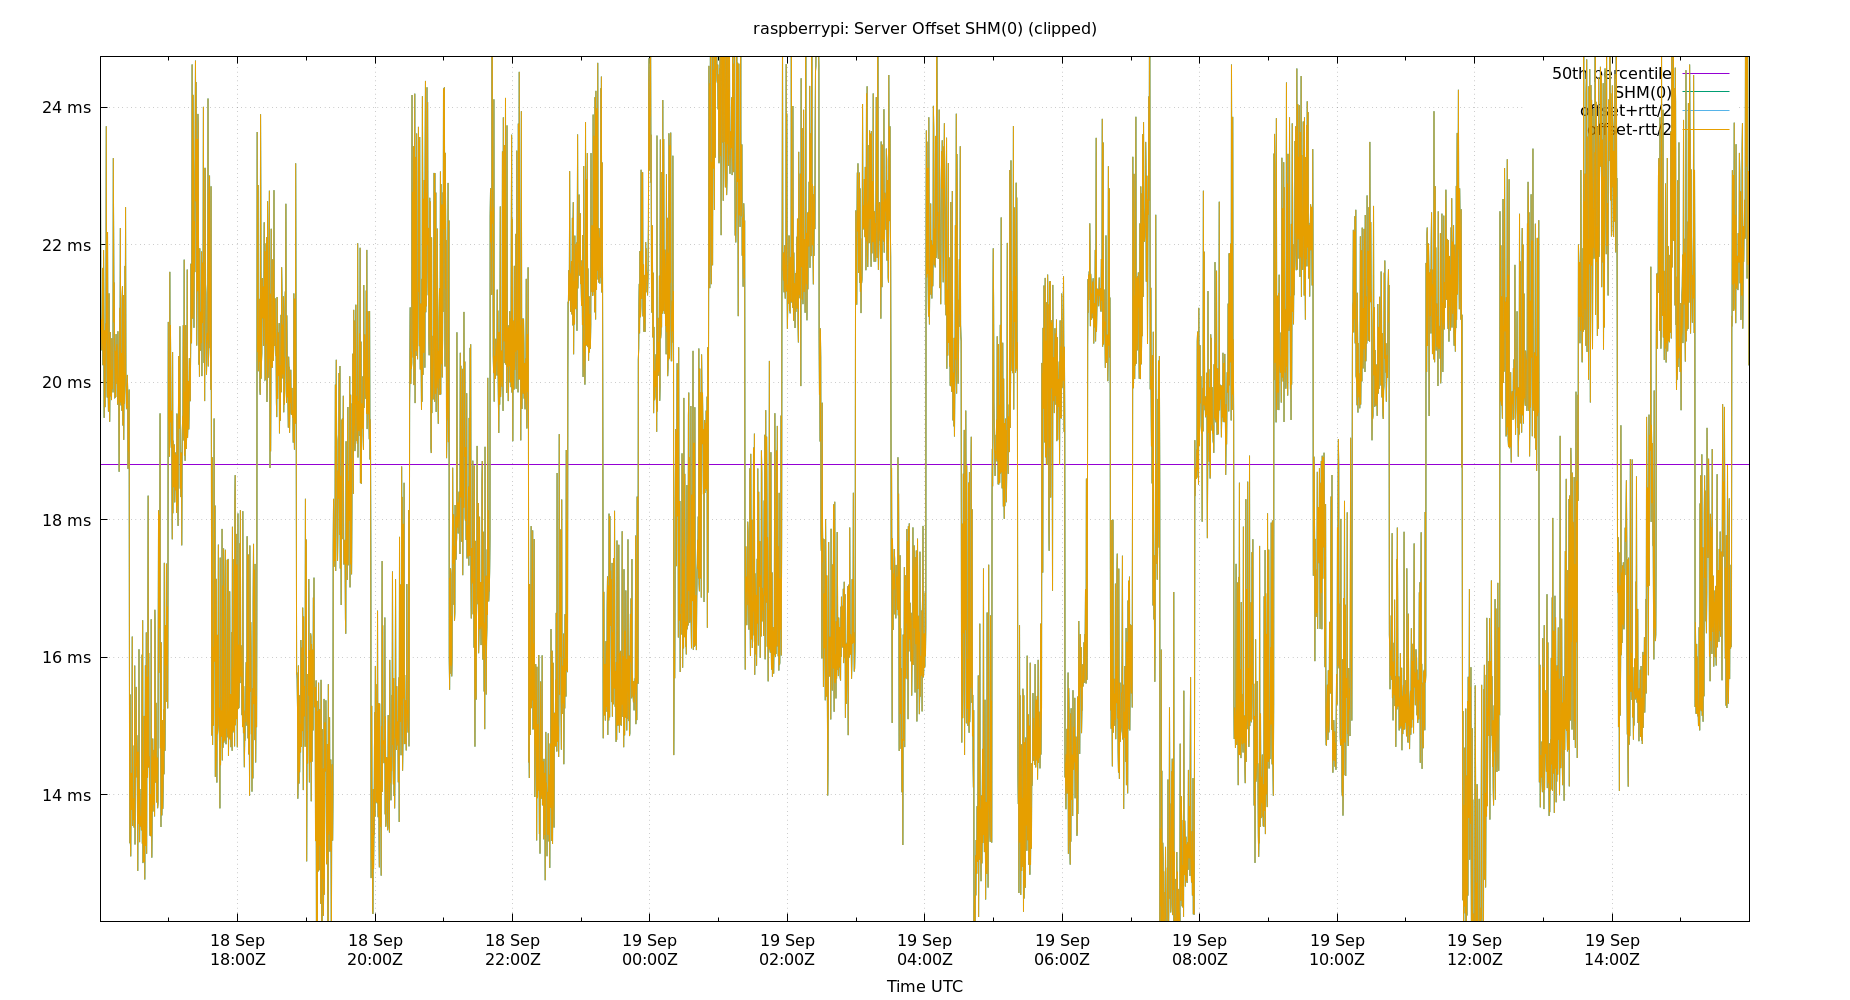 raspberrypi: Server Offset SHM(0) (clipped)
50th percentile
SHM(0)
offset+rtt/2
offset-rtt/2
24 ms
22 ms
20 ms
18 ms
16 ms
14 ms
18 Sep 18 Sep 18 Sep 19 Sep 19 Sep 19 Sep 19 Sep 19 Sep 19 Sep 19 Sep 19 Sep
18:00Z 20:00Z 22:00Z 00:00Z 02:00Z 04:00Z 06:00Z 08:00Z 10:00Z 12:00Z 14:00Z
Time UTC